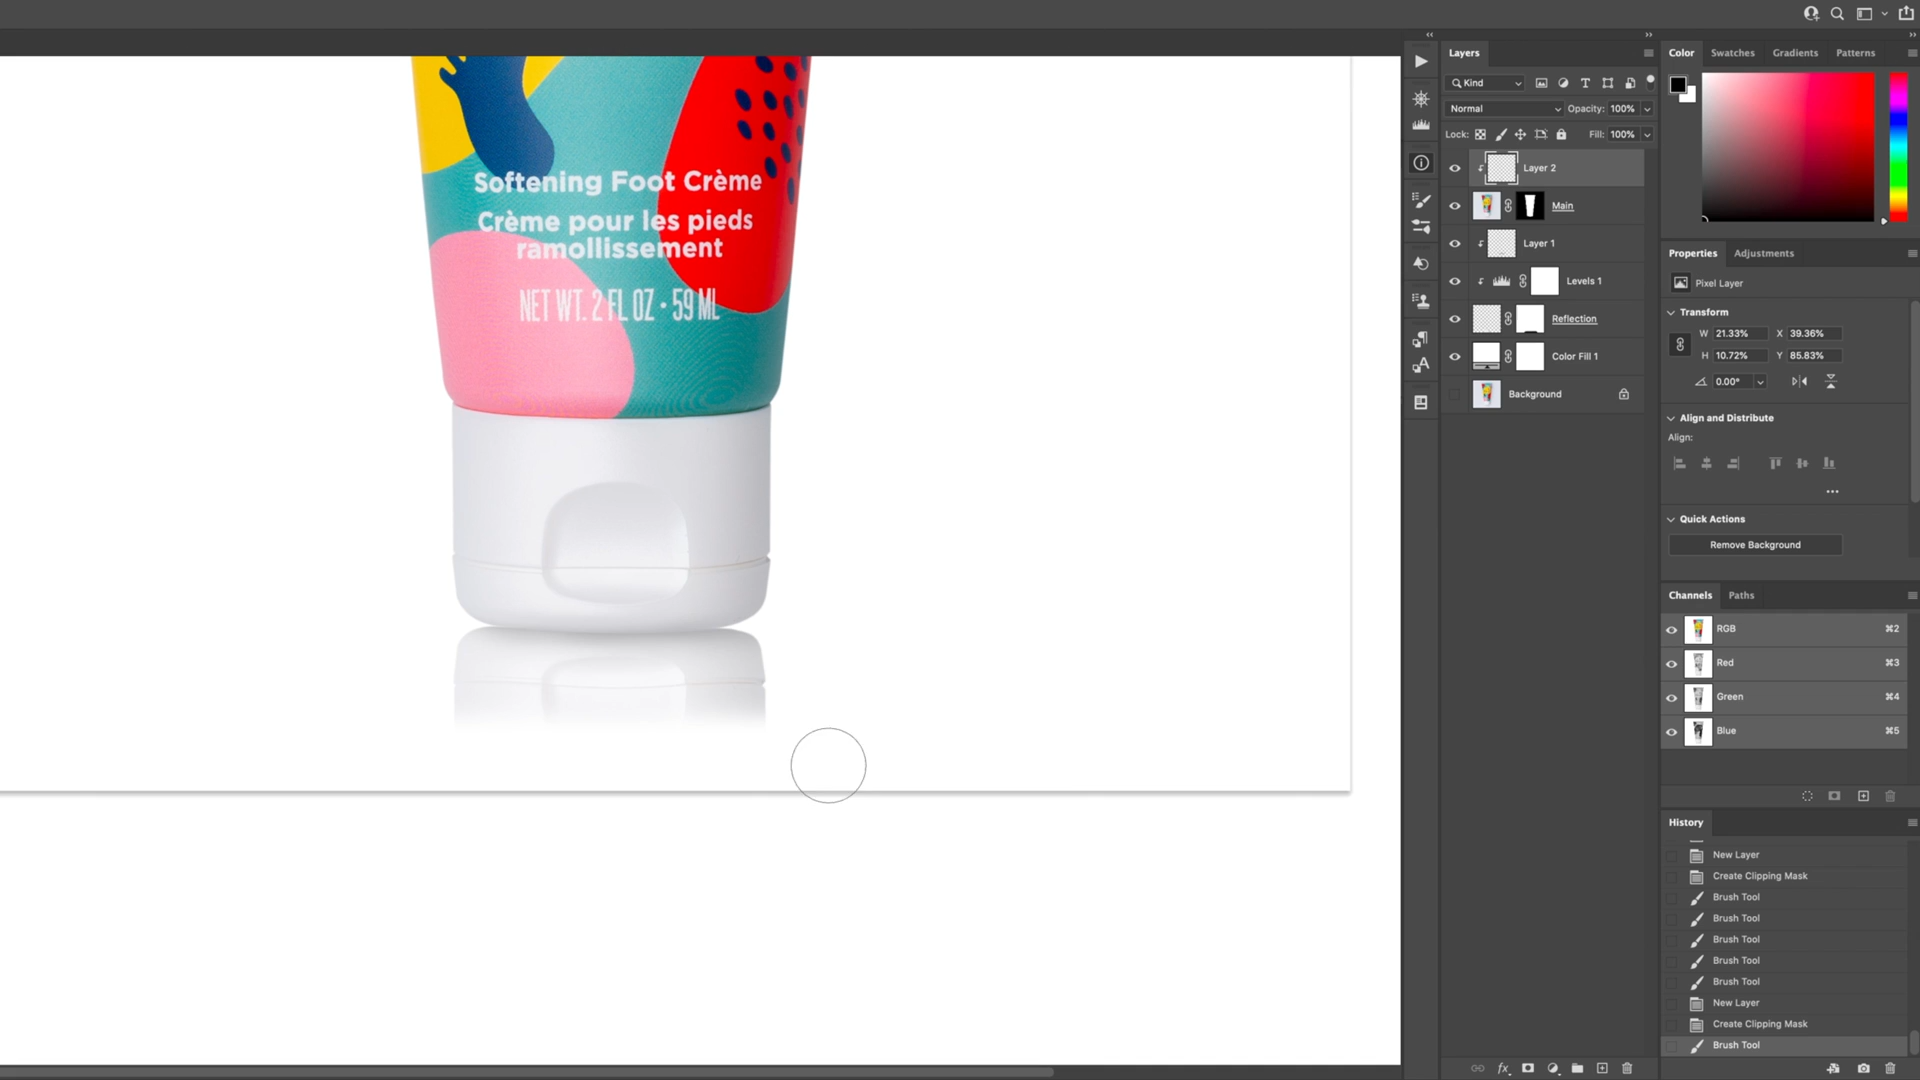 Softening Foot Crème
Crème pour les pieds
ramollissement
NET WT. 2 FL OZ • 59 ML
Layers
Kind
Normal
Opacity: 100%
Lock:
Fill: 100%
Layer 2
Main
Layer 1
Levels 1
Reflection
Color Fill 1
Background
Color Swatches Gradients Patterns
Properties Adjustments
Pixel Layer
Transform
W 21.33% X 39.36%
H 10.72% Y 85.83%
0.00°
Align and Distribute
Align:
Quick Actions
Remove Background
Channels Paths
RGB ⌘2
Red ⌘3
Green ⌘4
Blue ⌘5
History
New Layer
Create Clipping Mask
Brush Tool
Brush Tool
Brush Tool
Brush Tool
Brush Tool
New Layer
Create Clipping Mask
Brush Tool
fx